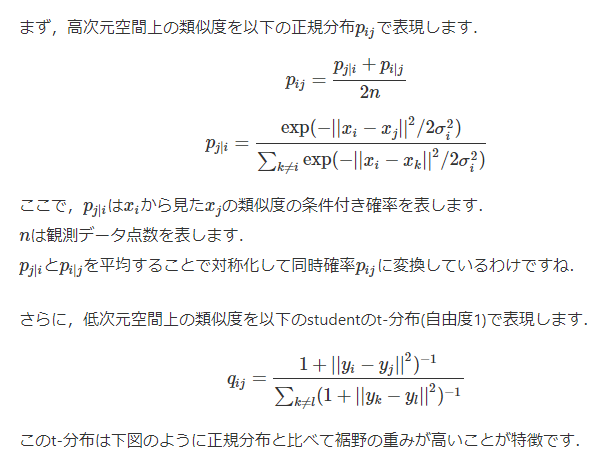 まず，高次元空間上の類似度を以下の正規分布$p_{ij}$で表現します．
$$p_{ij} = \frac{p_{j|i} + p_{i|j}}{2n}$$
$$p_{j|i} = \frac{\exp(-||x_i - x_j||^2/2\sigma_i^2)}{\sum_{k \neq i} \exp(-||x_i - x_k||^2/2\sigma_i^2)}$$
ここで，$p_{j|i}$は$x_i$から見た$x_j$の類似度の条件付き確率を表します．
$n$は観測データ点数を表します．
$p_{j|i}$と$p_{i|j}$を平均することで対称化して同時確率$p_{ij}$に変換しているわけですね．
さらに，低次元空間上の類似度を以下のstudentのt-分布(自由度1)で表現します．
$$q_{ij} = \frac{1 + ||y_i - y_j||^2)^{-1}}{\sum_{k \neq l}(1 + ||y_k - y_l||^2)^{-1}}$$
このt-分布は下図のように正規分布と比べて裾野の重みが高いことが特徴です．